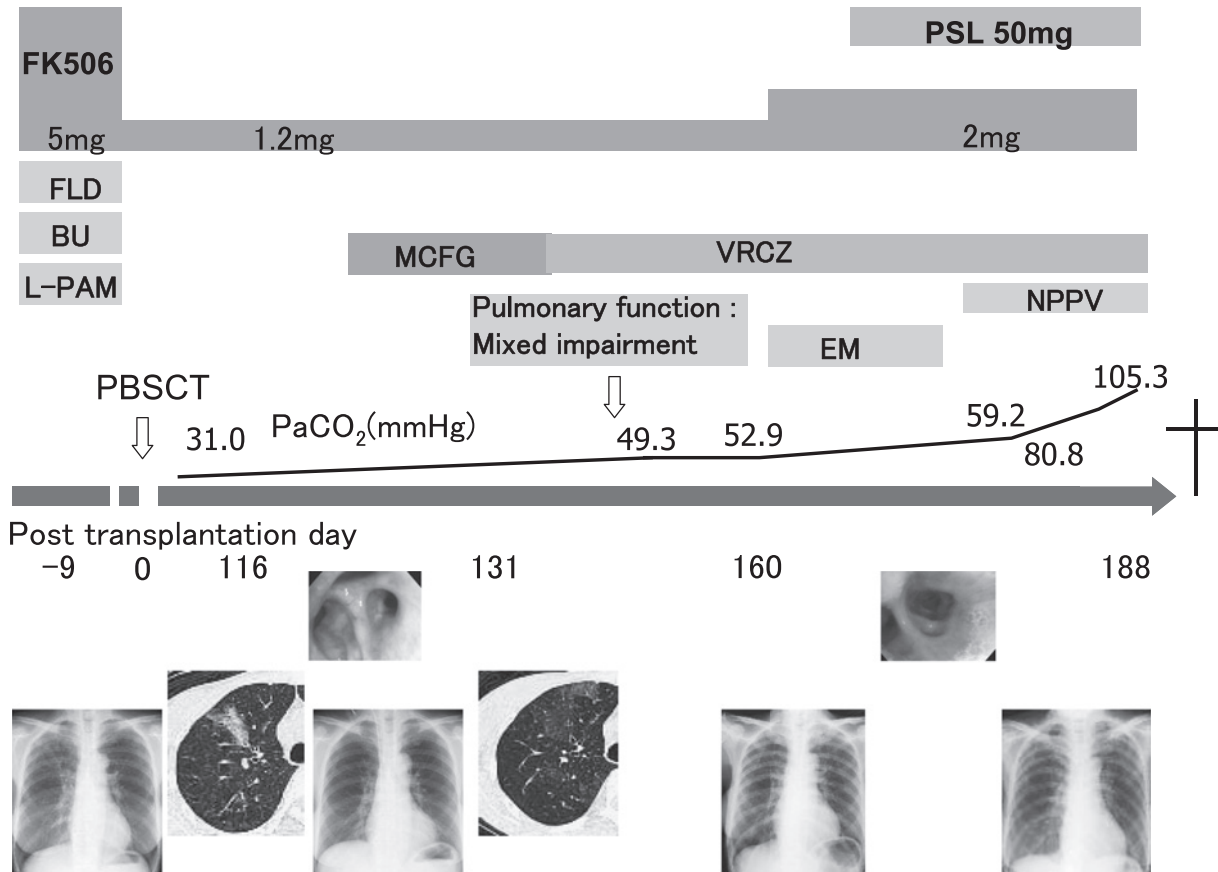 PSL 50mg
FK506
5mg
1.2mg
2mg
FLD
BU
L-PAM
MCFG
VRCZ
NPPV
Pulmonary function :
Mixed impairment
EM
PBSCT
31.0
PaCO₂(mmHg)
49.3
52.9
59.2
80.8
105.3
Post transplantation day
-9
0
116
131
160
188